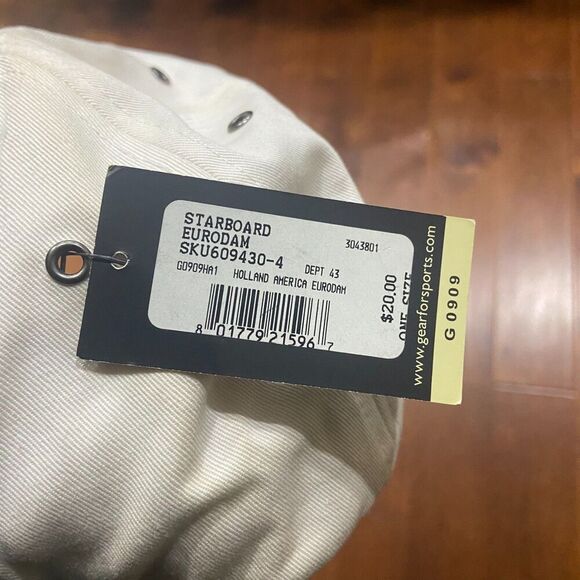 STARBOARD
EURODAM
SKU609430-4
3043801
DEPT 43
G0909HA1 HOLLAND AMERICA EURODAM
8 01779 21596 7
$20.00
ONE SIZE
www.gearforsports.com
G0909